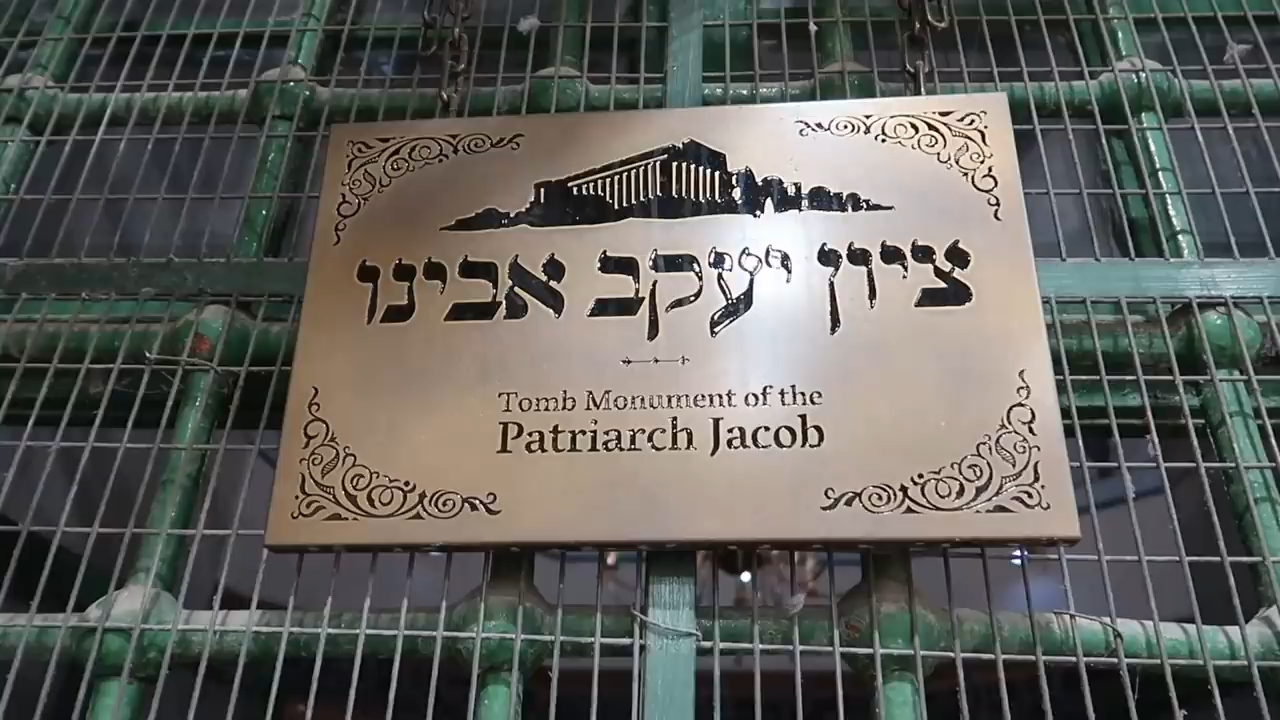 ציון יעקב אבינו
Tomb Monument of the
Patriarch Jacob